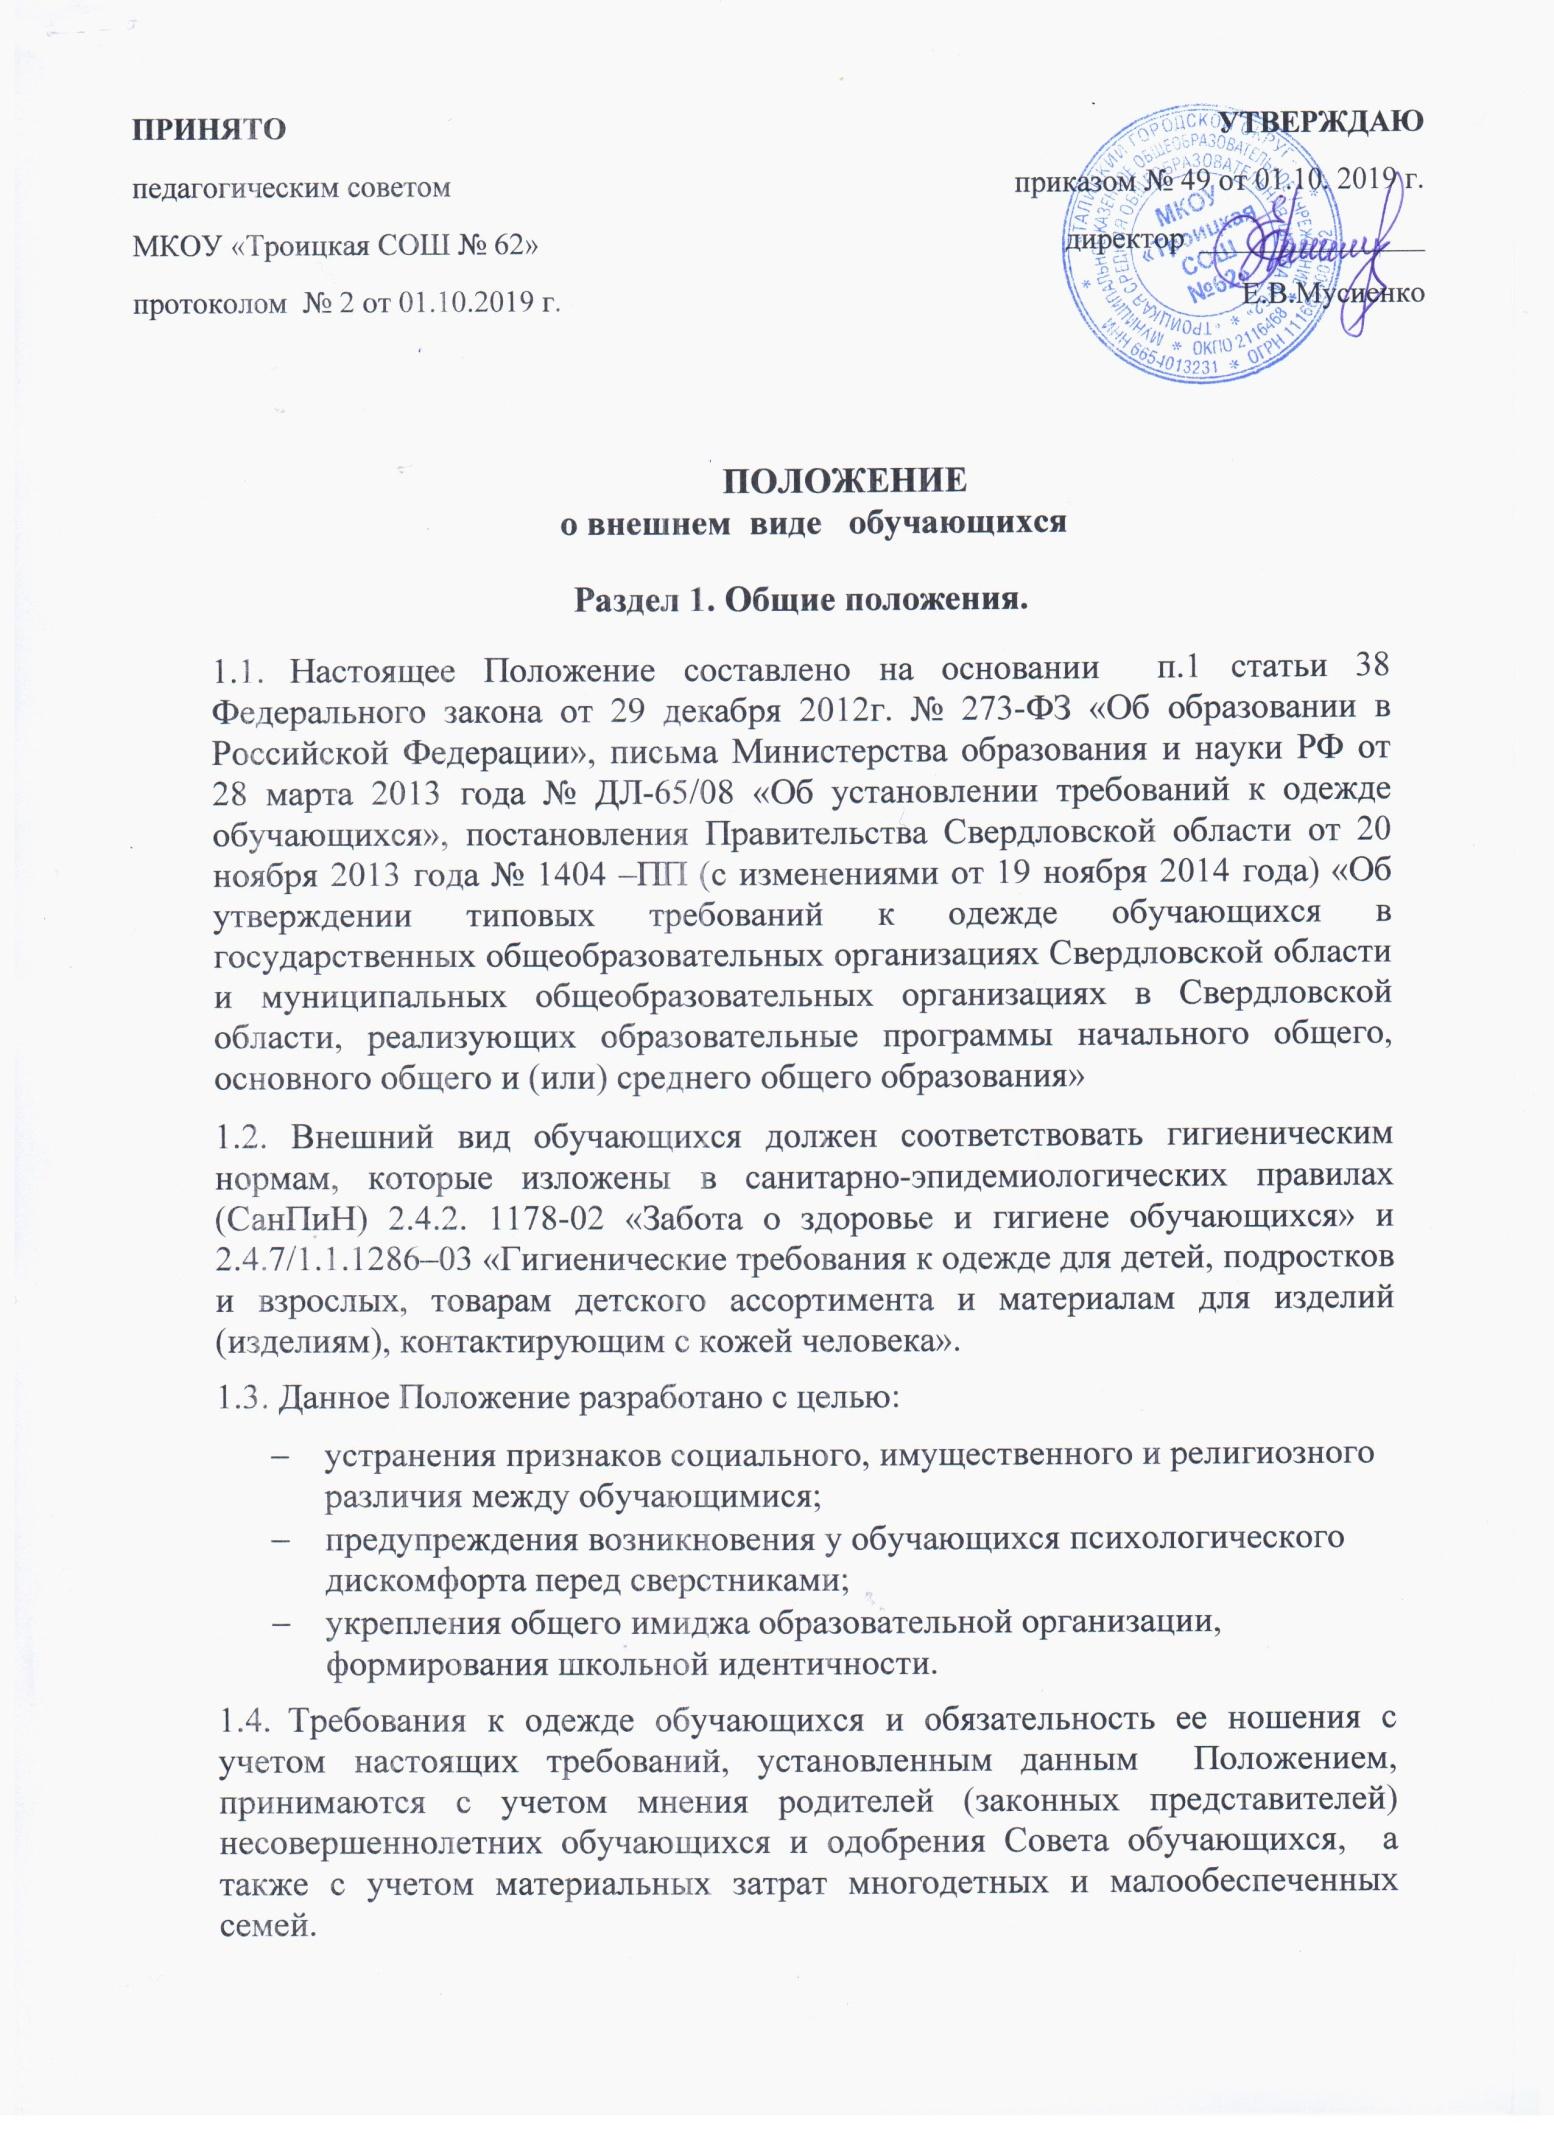 ПРИНЯТО
педагогическим советом
МКОУ «Троицкая СОШ № 62»
протоколом № 2 от 01.10.2019 г.
УТВЕРЖДАЮ
приказом № 49 от 01.10. 2019 г.
директор
Е.В.Мусиенко
МКОУ
«Троицкая
СОШ
№62»
ИНН 6654013231
ОКПО 2116468
ПОЛОЖЕНИЕ
о внешнем виде обучающихся
Раздел 1. Общие положения.
1.1. Настоящее Положение составлено на основании п.1 статьи 38
Федерального закона от 29 декабря 2012г. № 273-ФЗ «Об образовании в
Российской Федерации», письма Министерства образования и науки РФ от
28 марта 2013 года № ДЛ-65/08 «Об установлении требований к одежде
обучающихся», постановления Правительства Свердловской области от 20
ноября 2013 года № 1404 –ПП (с изменениями от 19 ноября 2014 года) «Об
утверждении типовых требований к одежде обучающихся в
государственных общеобразовательных организациях Свердловской области
и муниципальных общеобразовательных организациях в Свердловской
области, реализующих образовательные программы начального общего,
основного общего и (или) среднего общего образования»
1.2. Внешний вид обучающихся должен соответствовать гигиеническим
нормам, которые изложены в санитарно-эпидемиологических правилах
(СанПиН) 2.4.2. 1178-02 «Забота о здоровье и гигиене обучающихся» и
2.4.7/1.1.1286–03 «Гигиенические требования к одежде для детей, подростков
и взрослых, товарам детского ассортимента и материалам для изделий
(изделиям), контактирующим с кожей человека».
1.3. Данное Положение разработано с целью:
– устранения признаков социального, имущественного и религиозного
различия между обучающимися;
– предупреждения возникновения у обучающихся психологического
дискомфорта перед сверстниками;
– укрепления общего имиджа образовательной организации,
формирования школьной идентичности.
1.4. Требования к одежде обучающихся и обязательность ее ношения с
учетом настоящих требований, установленным данным Положением,
принимаются с учетом мнения родителей (законных представителей)
несовершеннолетних обучающихся и одобрения Совета обучающихся, а
также с учетом материальных затрат многодетных и малообеспеченных
семей.